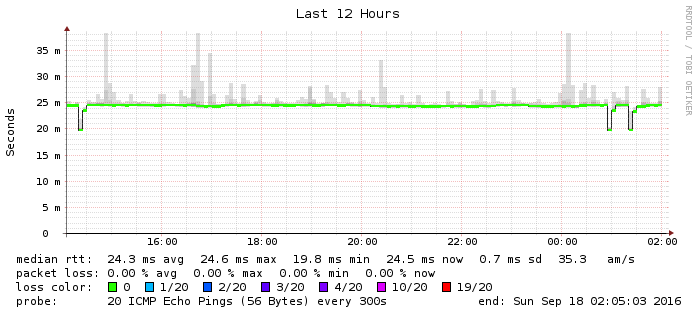 Last 12 Hours
RRDTOOL / TOBI OETIKER
Seconds
35 m
30 m
25 m
20 m
15 m
10 m
5 m
0
16:00 18:00 20:00 22:00 00:00 02:00
median rtt: 24.3 ms avg 24.6 ms max 19.8 ms min 24.5 ms now 0.7 ms sd 35.3 am/s
packet loss: 0.00 % avg 0.00 % max 0.00 % min 0.00 % now
loss color: 0 1/20 2/20 3/20 4/20 10/20 19/20
probe: 20 ICMP Echo Pings (56 Bytes) every 300s end: Sun Sep 18 02:05:03 2016